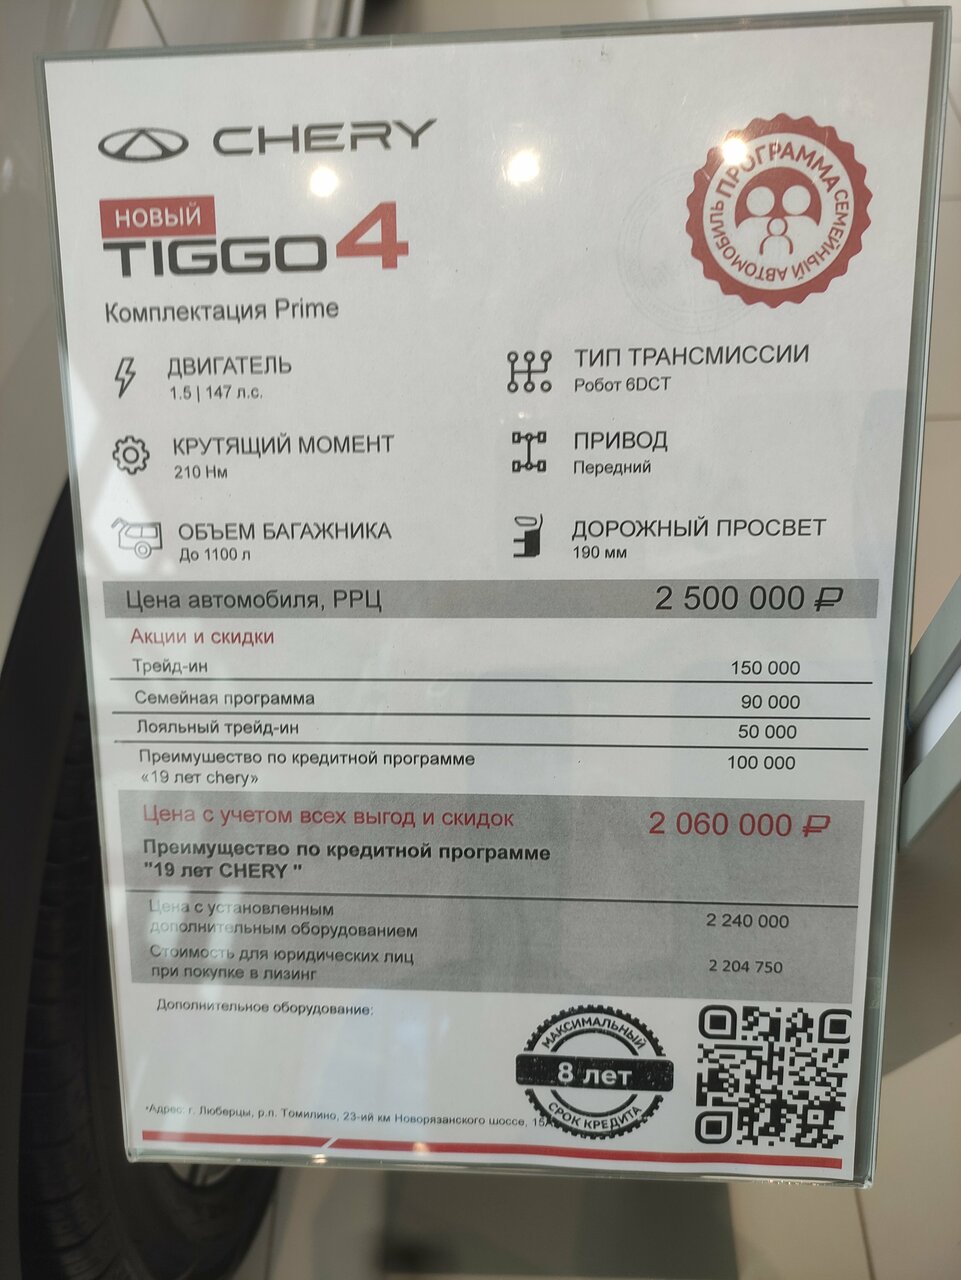 CHERY
НОВЫЙ
TIGGO 4
Комплектация Prime
ПРОГРАММА
СЕМЕЙНЫЙ АВТОМОБИЛЬ
ДВИГАТЕЛЬ
1.5 | 147 л.с.
ТИП ТРАНСМИССИИ
Робот 6DCT
КРУТЯЩИЙ МОМЕНТ
210 Нм
ПРИВОД
Передний
ОБЪЕМ БАГАЖНИКА
До 1100 л
ДОРОЖНЫЙ ПРОСВЕТ
190 мм
Цена автомобиля, РРЦ 2 500 000 ₽
Акции и скидки
Трейд-ин 150 000
Семейная программа 90 000
Лояльный трейд-ин 50 000
Преимушество по кредитной программе 100 000
«19 лет chery»
Цена с учетом всех выгод и скидок 2 060 000 ₽
Преимущество по кредитной программе
"19 лет CHERY "
Цена с установленным
дополнительным оборудованием 2 240 000
Стоимость для юридических лиц
при покупке в лизинг 2 204 750
Дополнительное оборудование:
МАКСИМАЛЬНЫЙ
8 лет
СРОК КРЕДИТА
*Адрес: г. Люберцы, р.п. Томилино, 23-ий км Новорязанского шоссе,